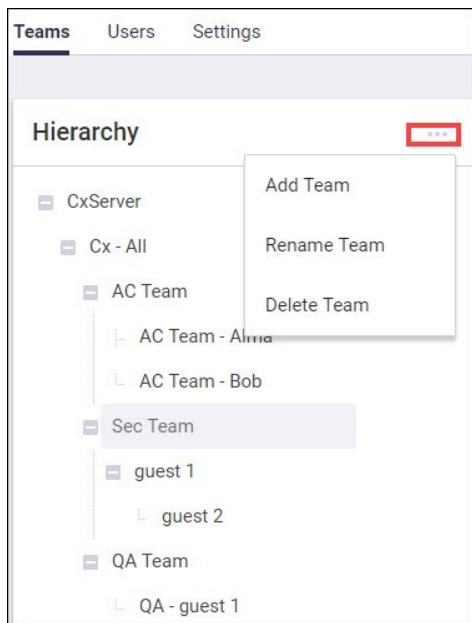 Teams Users Settings
Hierarchy
Add Team
Rename Team
Delete Team
CxServer
Cx - All
AC Team
AC Team - Alma
AC Team - Bob
Sec Team
guest 1
guest 2
QA Team
QA - guest 1